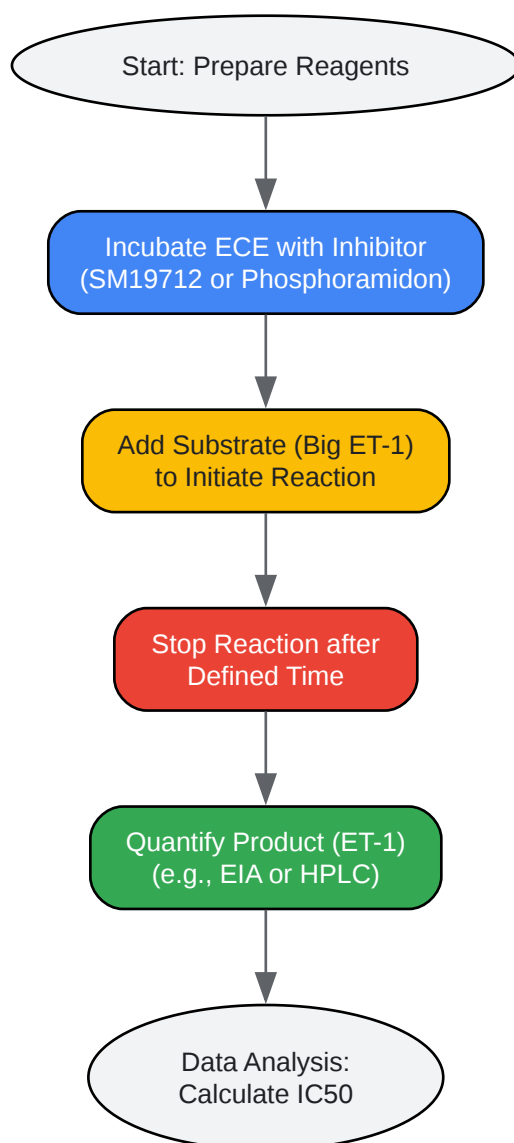 Start: Prepare Reagents
Incubate ECE with Inhibitor
(SM19712 or Phosphoramidon)
Add Substrate (Big ET-1)
to Initiate Reaction
Stop Reaction after
Defined Time
Quantify Product (ET-1)
(e.g., EIA or HPLC)
Data Analysis:
Calculate IC50